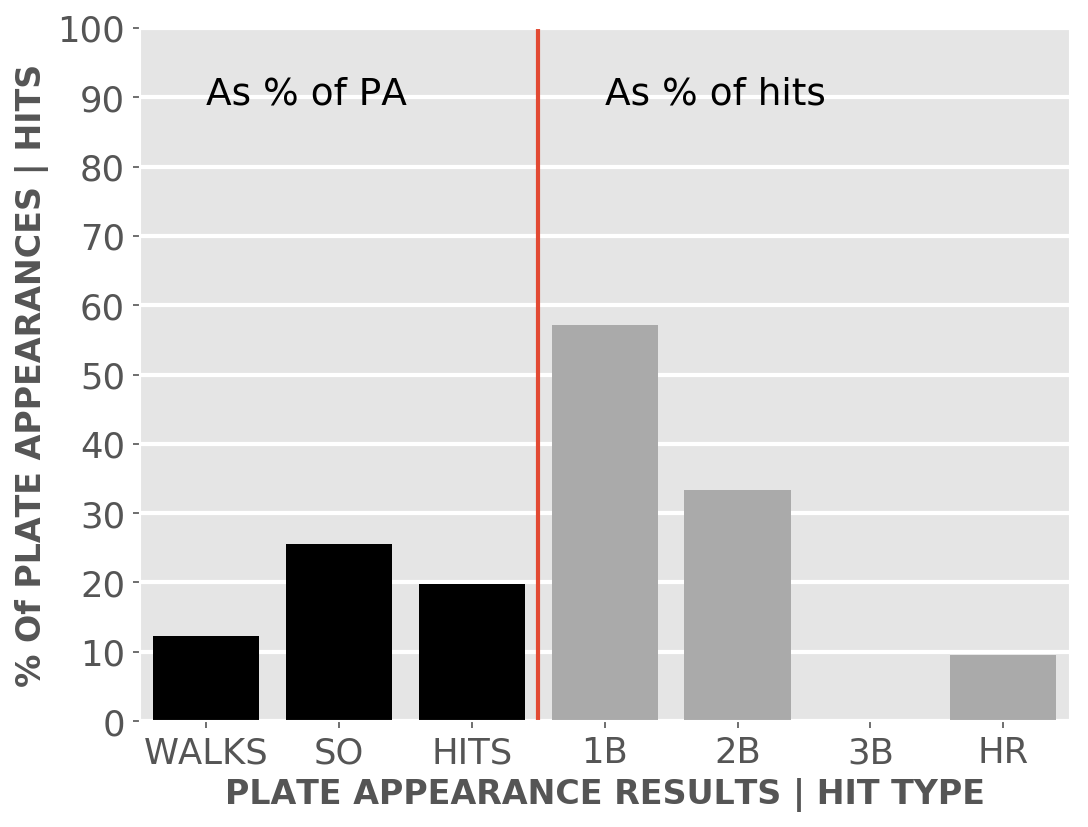 100
90
80
70
60
50
40
30
20
10
0
% Of PLATE APPEARANCES | HITS
As % of PA
As % of hits
WALKS SO HITS 1B 2B 3B HR
PLATE APPEARANCE RESULTS | HIT TYPE